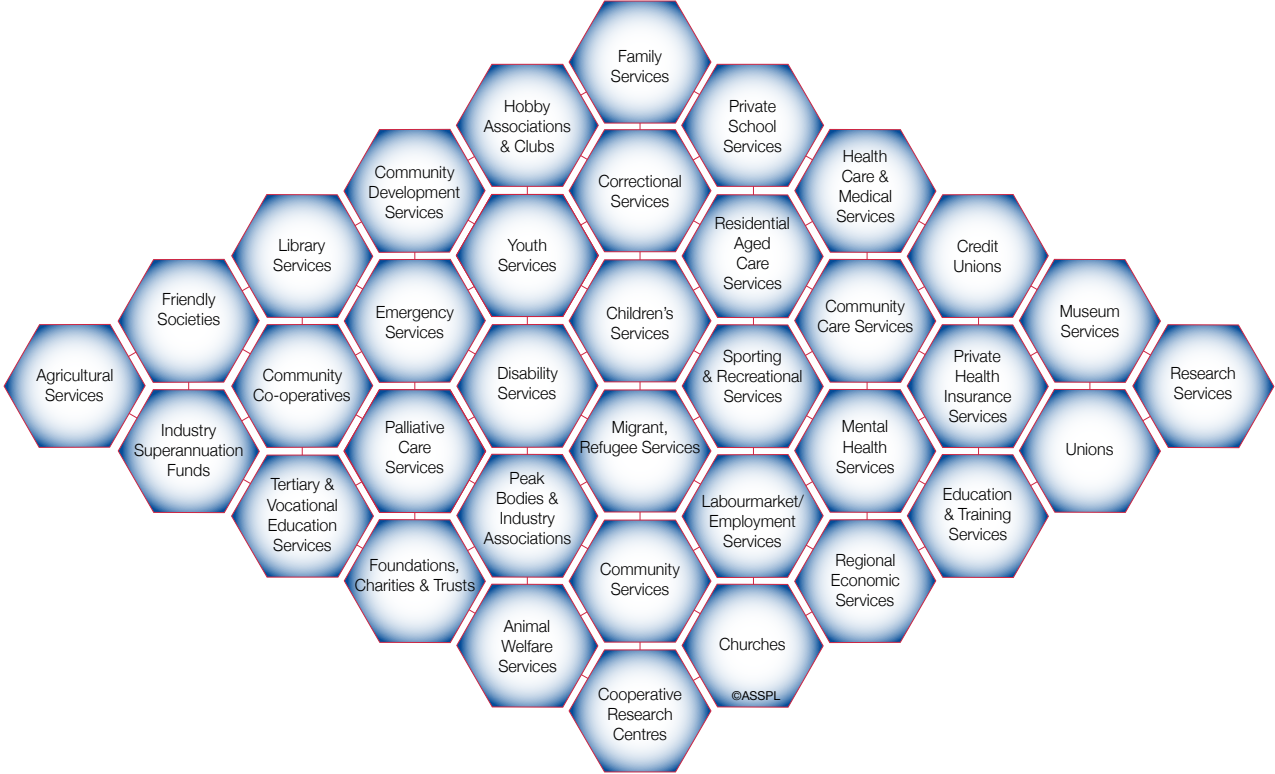 Family
Services
Hobby
Associations
& Clubs
Private
School
Services
Community
Development
Services
Correctional
Services
Health
Care &
Medical
Services
Library
Services
Youth
Services
Residential
Aged
Care
Services
Credit
Unions
Friendly
Societies
Emergency
Services
Children's
Services
Community
Care Services
Museum
Services
Agricultural
Services
Community
Co-operatives
Disability
Services
Sporting
& Recreational
Services
Private
Health
Insurance
Services
Research
Services
Industry
Superannuation
Funds
Palliative
Care
Services
Migrant,
Refugee Services
Mental
Health
Services
Unions
Tertiary &
Vocational
Education
Services
Peak
Bodies &
Industry
Associations
Labourmarket/
Employment
Services
Education
& Training
Services
Foundations,
Charities & Trusts
Community
Services
Regional
Economic
Services
Animal
Welfare
Services
Churches
©ASSPL
Cooperative
Research
Centres